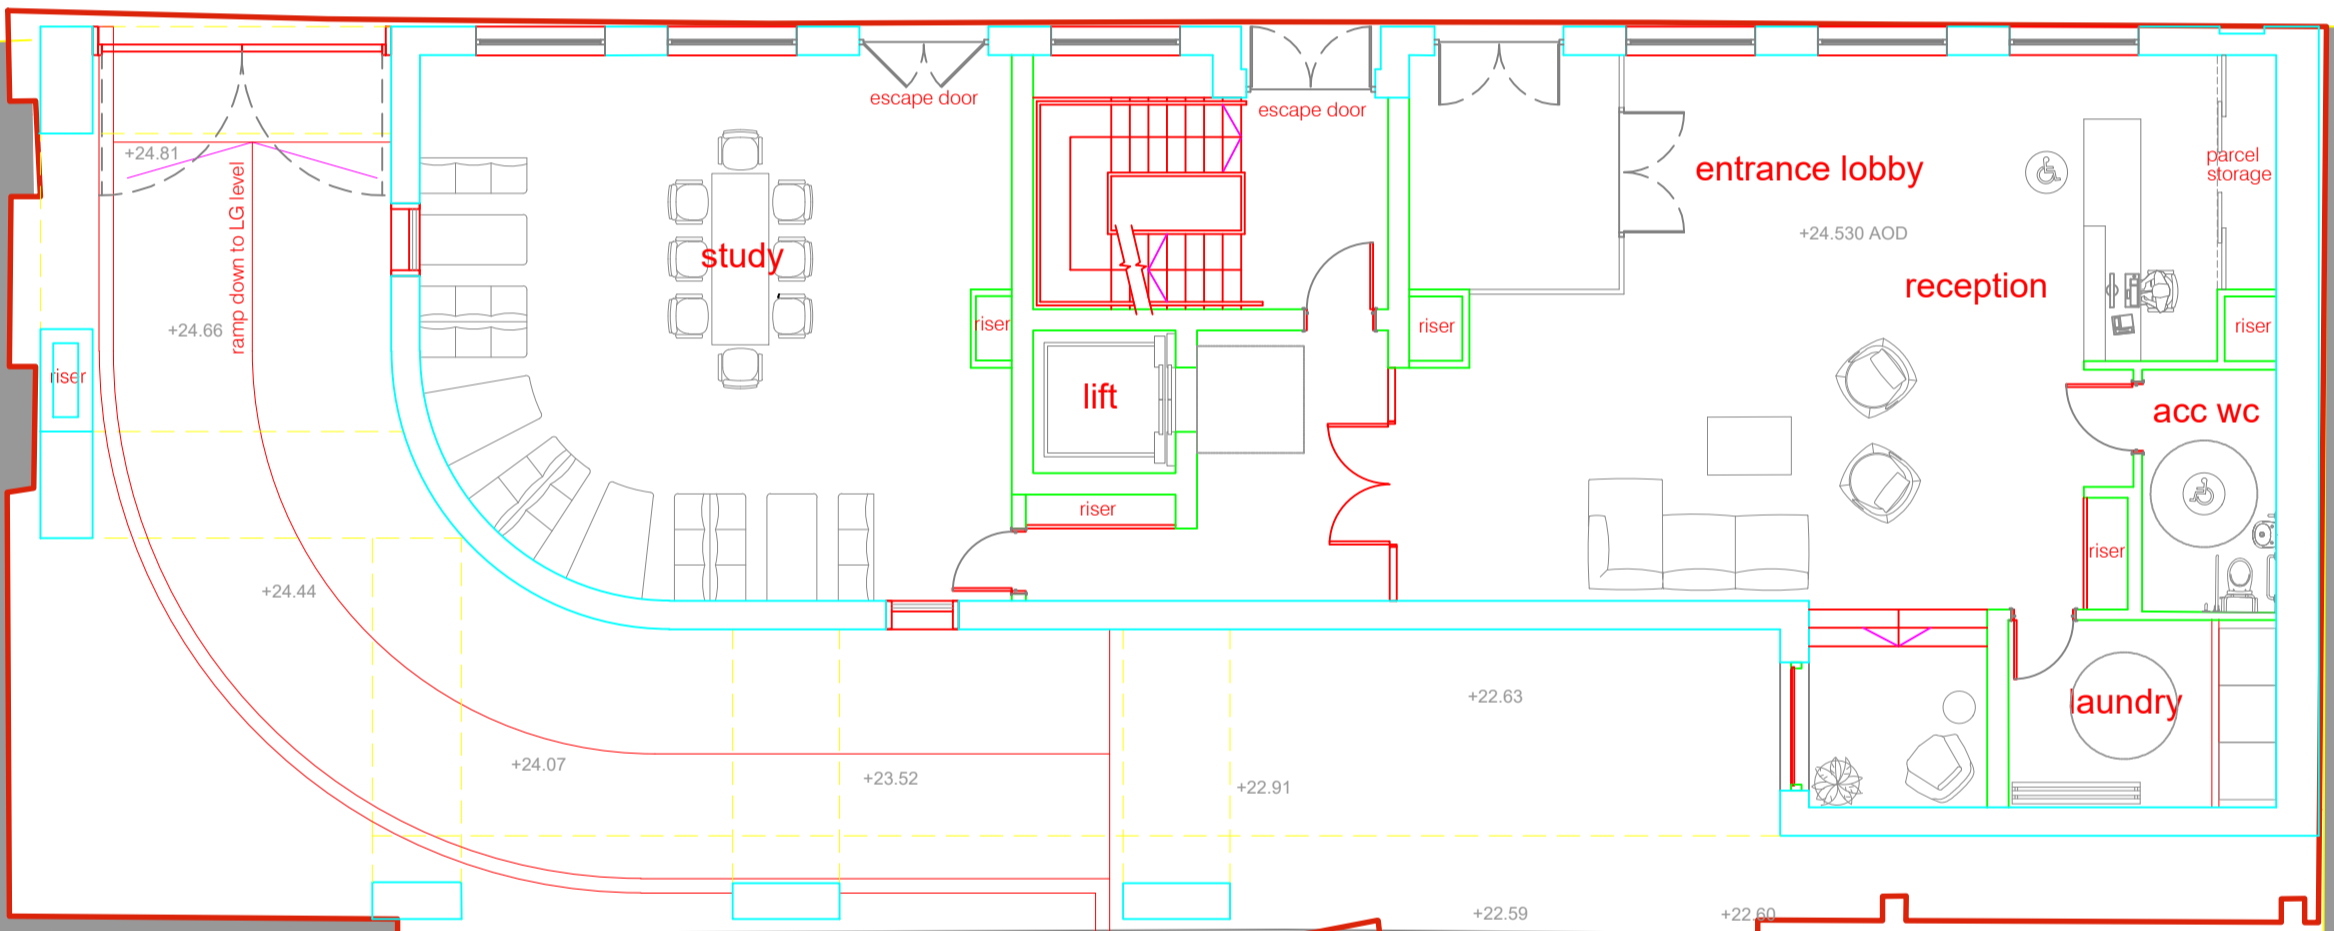 escape door
escape door
+24.81
ramp down to LG level
entrance lobby
parcel
storage
+24.530 AOD
study
reception
+24.66
riser
riser
riser
riser
lift
acc wc
riser
riser
+24.44
+22.63
laundry
+24.07
+23.52
+22.91
+22.59
+22.60